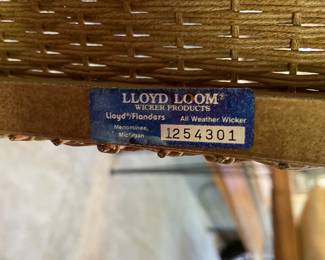 LLOYD LOOM®
WICKER PRODUCTS
Lloyd®/Flanders All Weather Wicker
Menominee,
Michigan 1254301